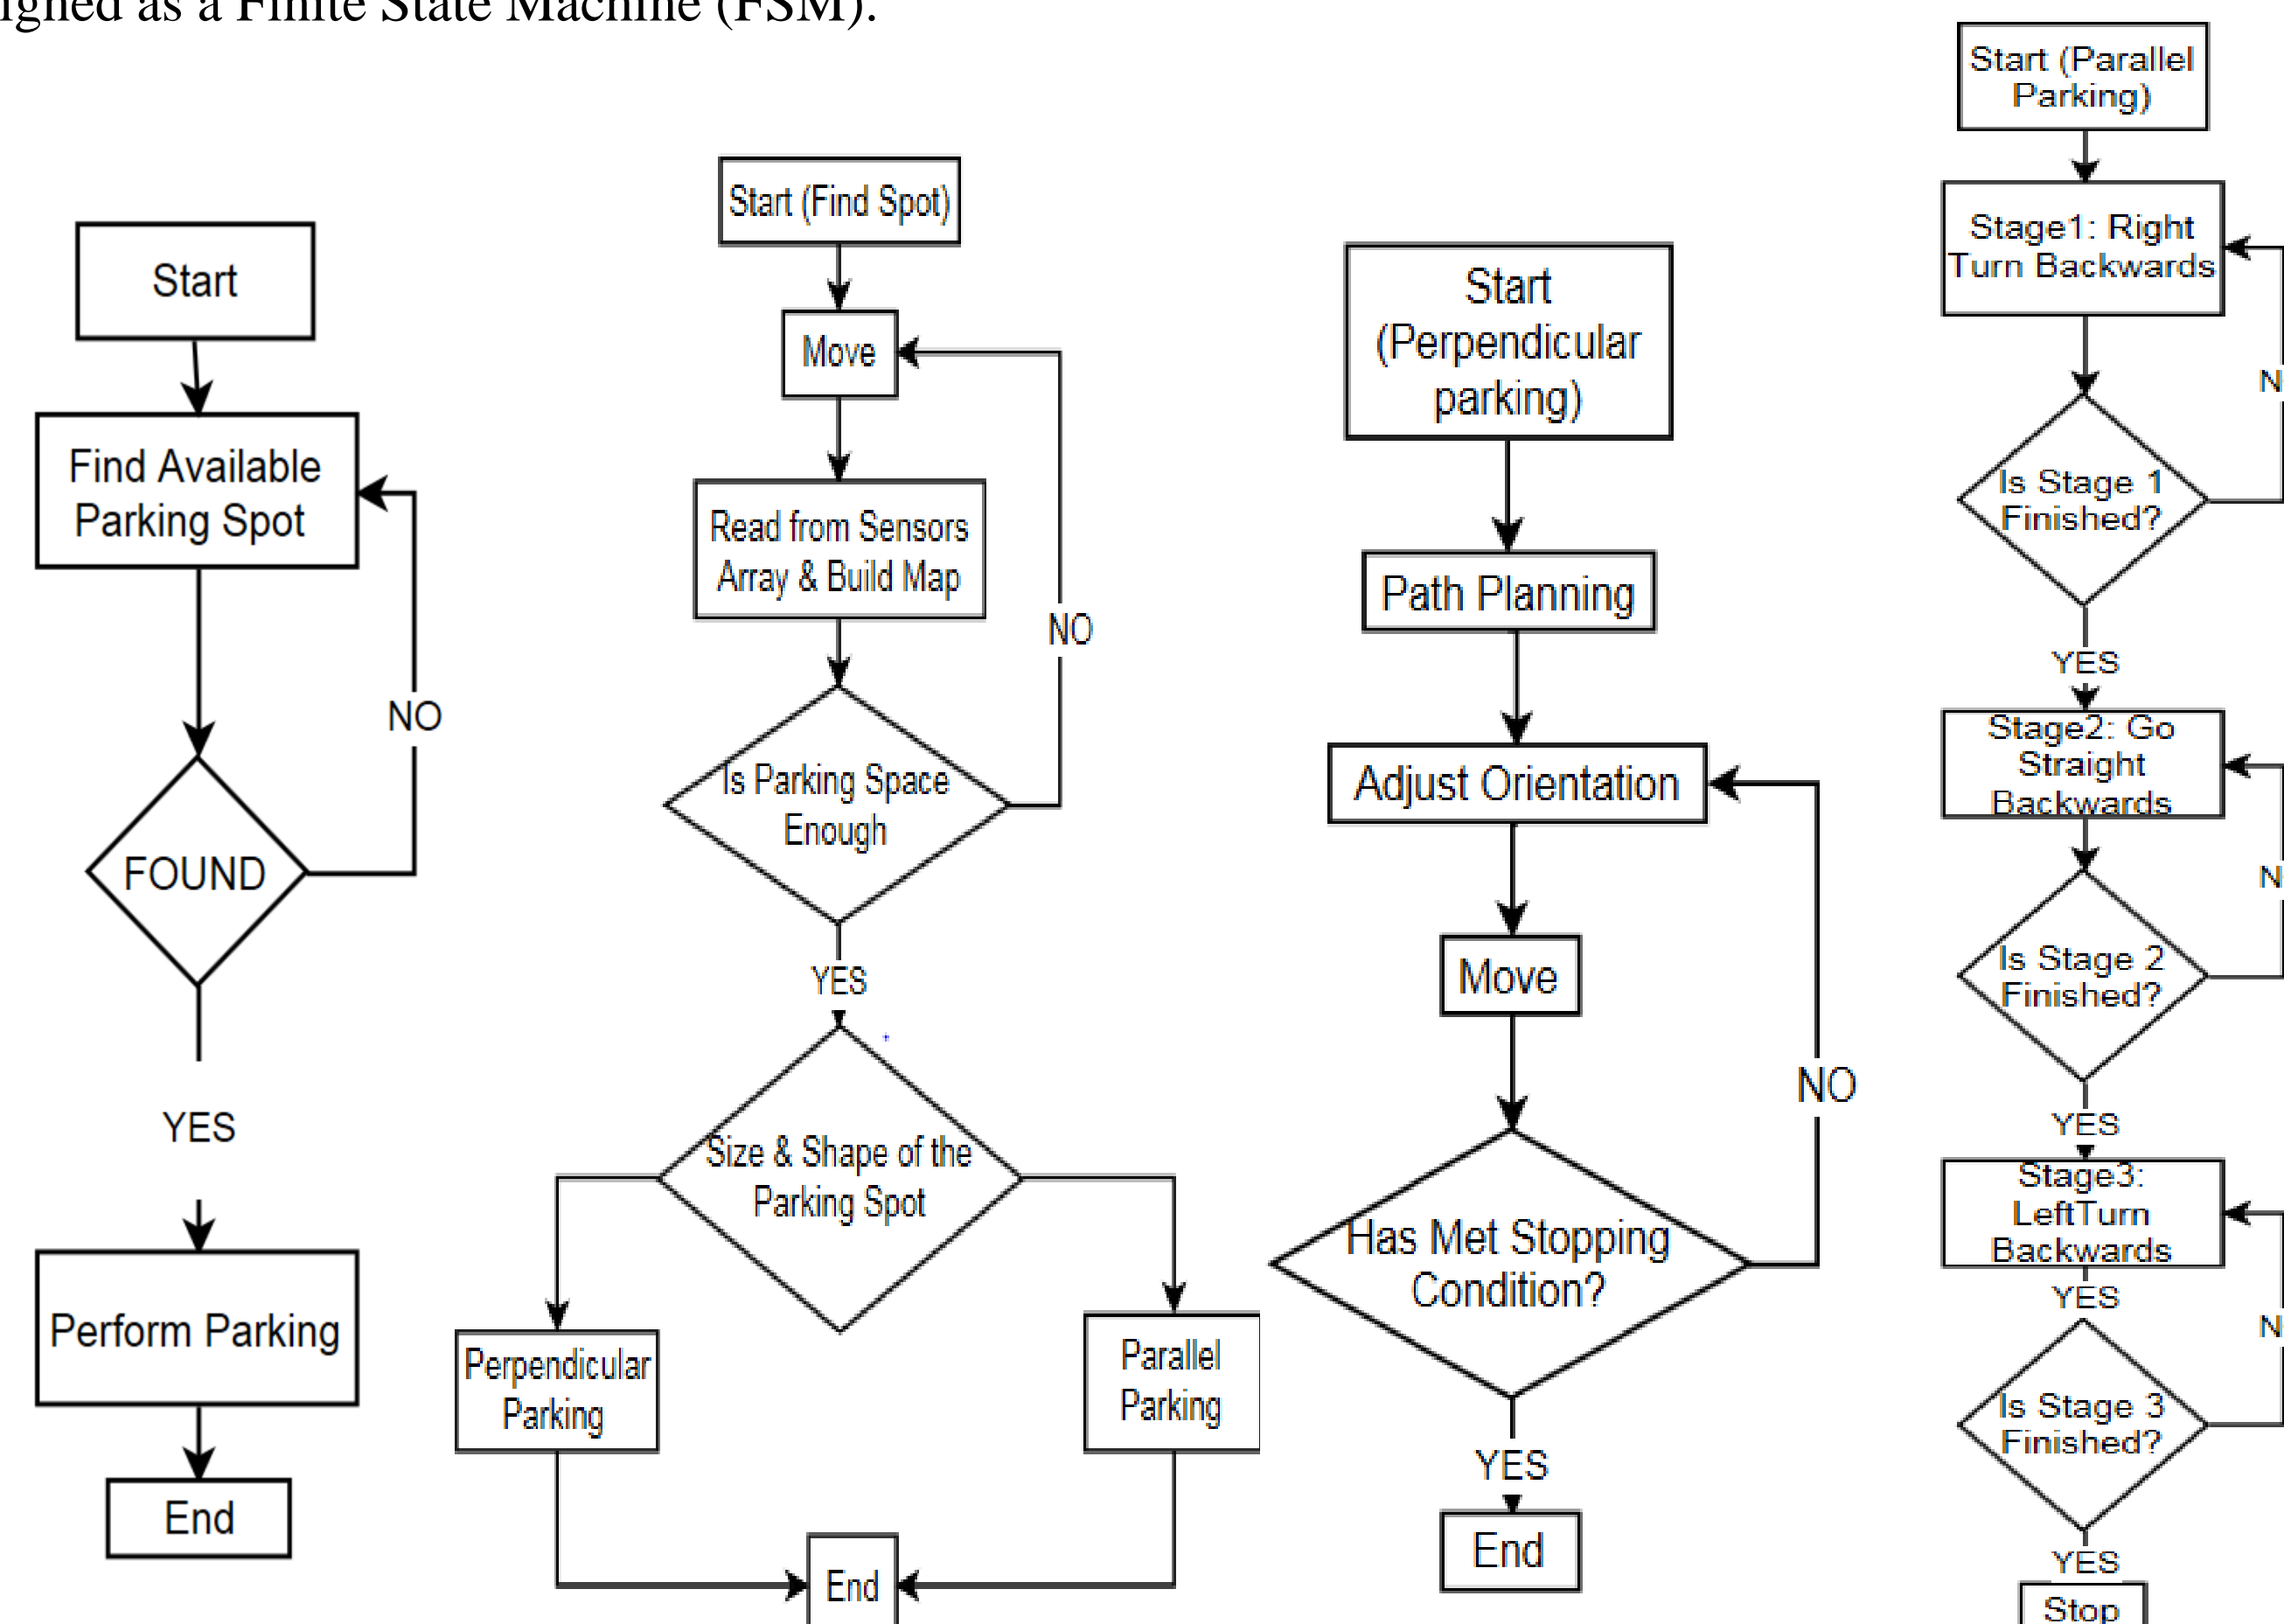 igned as a Finite State Machine (FSM).
Start
Find Available
Parking Spot
NO
FOUND
YES
Perform Parking
End
Start (Find Spot)
Move
Read from Sensors
Array & Build Map
NO
Is Parking Space
Enough
YES
Size & Shape of the
Parking Spot
Perpendicular
Parking
Parallel
Parking
End
Start
(Perpendicular
parking)
Path Planning
Adjust Orientation
Move
NO
Has Met Stopping
Condition?
YES
End
Start (Parallel
Parking)
Stage1: Right
Turn Backwards
N
Is Stage 1
Finished?
YES
Stage2: Go
Straight
Backwards
N
Is Stage 2
Finished?
YES
Stage3:
LeftTurn
Backwards
YES
N
Is Stage 3
Finished?
YES
Stop